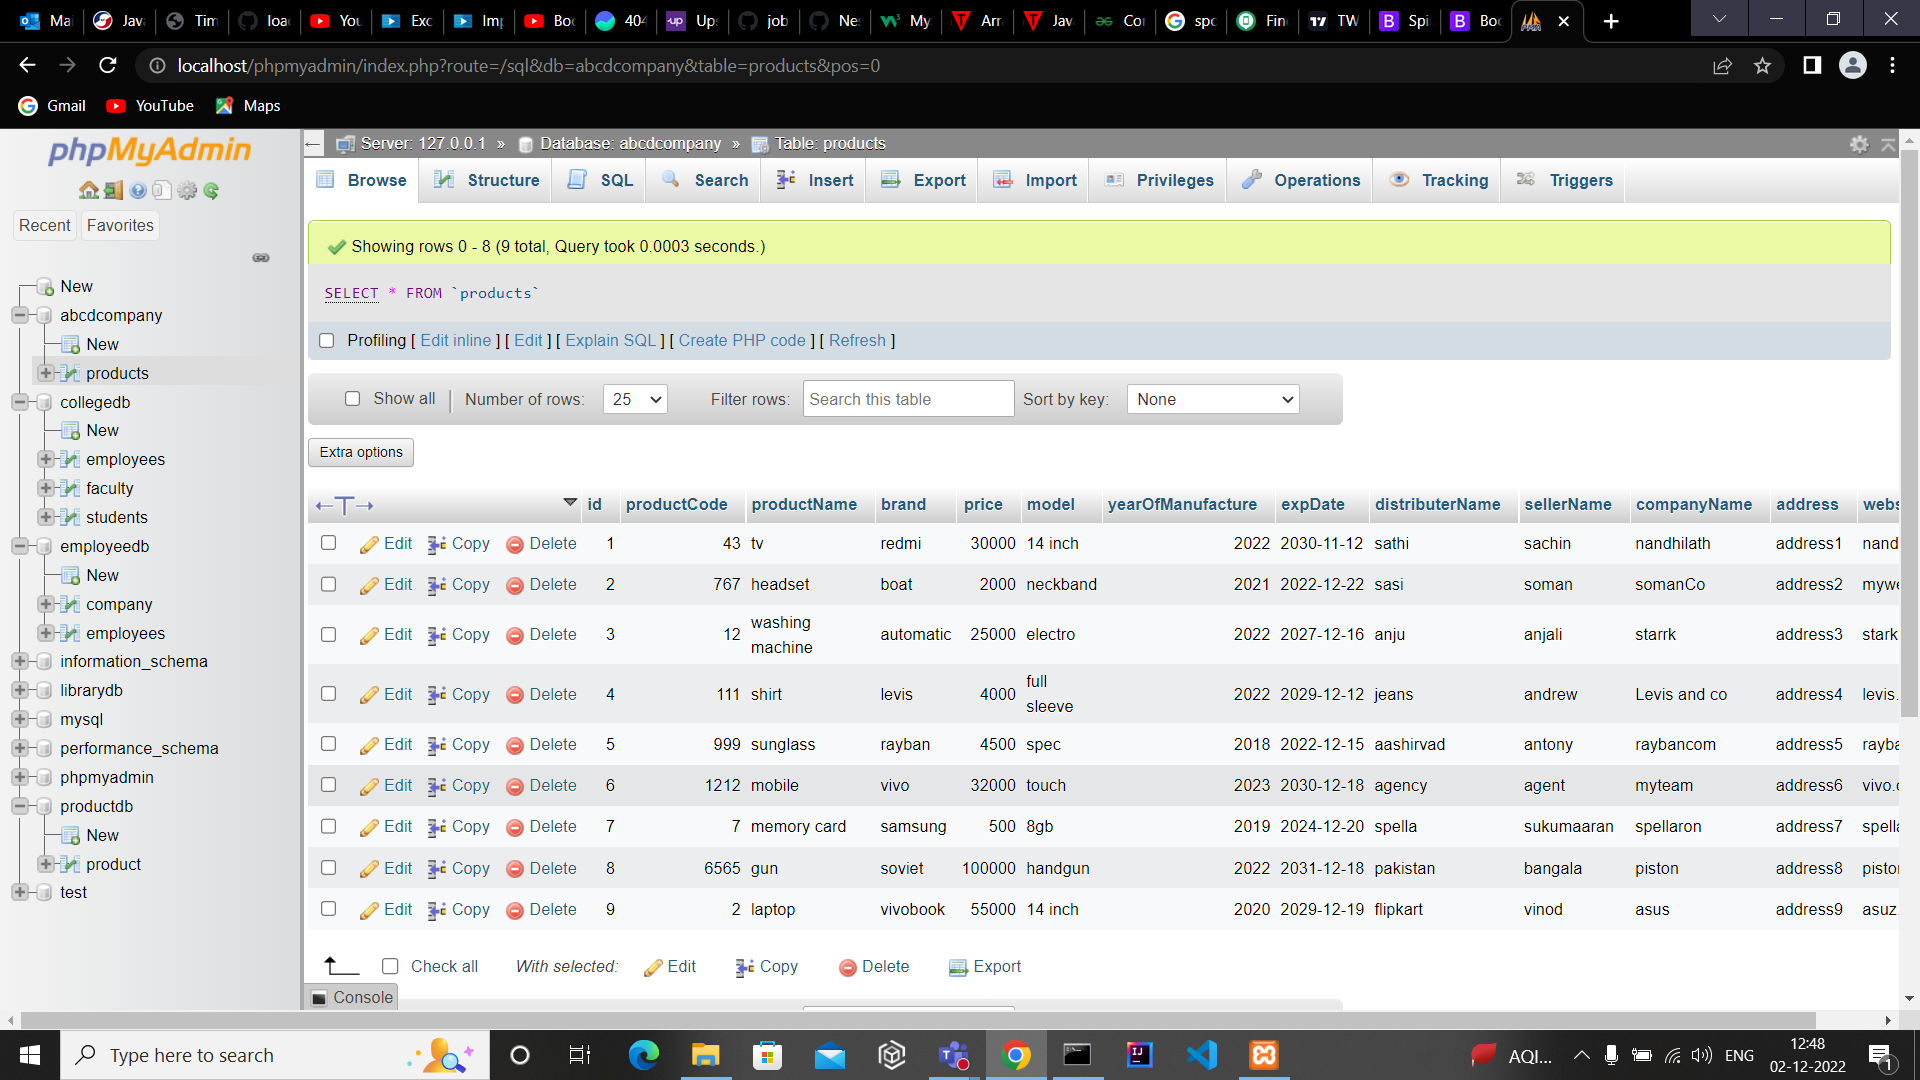 Mai Java Tim load You Exc Imp Boo 404 Ups job Nes My Arra Java Cor spo Fin TW Spi Boo
localhost/phpmyadmin/index.php?route=/sql&db=abcdcompany&table=products&pos=0
Gmail YouTube Maps
phpMyAdmin
Recent Favorites
New
abcdcompany
New
products
collegedb
New
employees
faculty
students
employeedb
New
company
employees
information_schema
librarydb
mysql
performance_schema
phpmyadmin
productdb
New
product
test
Server: 127.0.0.1 » Database: abcdcompany » Table: products
Browse Structure SQL Search Insert Export Import Privileges Operations Tracking Triggers
Showing rows 0 - 8 (9 total, Query took 0.0003 seconds.)
SELECT * FROM `products`
Profiling [ Edit inline ] [ Edit ] [ Explain SQL ] [ Create PHP code ] [ Refresh ]
Show all Number of rows: 25 Filter rows: Search this table Sort by key: None
Extra options
id productCode productName brand price model yearOfManufacture expDate distributerName sellerName companyName address webs
Edit Copy Delete 1 43 tv redmi 30000 14 inch 2022 2030-11-12 sathi sachin nandhilath address1 nand
Edit Copy Delete 2 767 headset boat 2000 neckband 2021 2022-12-22 sasi soman somanCo address2 mywe
Edit Copy Delete 3 12 washing machine automatic 25000 electro 2022 2027-12-16 anju anjali starrk address3 stark
Edit Copy Delete 4 111 shirt levis 4000 full sleeve 2022 2029-12-12 jeans andrew Levis and co address4 levis.
Edit Copy Delete 5 999 sunglass rayban 4500 spec 2018 2022-12-15 aashirvad antony raybancom address5 rayba
Edit Copy Delete 6 1212 mobile vivo 32000 touch 2023 2030-12-18 agency agent myteam address6 vivo.c
Edit Copy Delete 7 7 memory card samsung 500 8gb 2019 2024-12-20 spella sukumaaran spellaron address7 spella
Edit Copy Delete 8 6565 gun soviet 100000 handgun 2022 2031-12-18 pakistan bangala piston address8 piston
Edit Copy Delete 9 2 laptop vivobook 55000 14 inch 2020 2029-12-19 flipkart vinod asus address9 asuz.
Check all With selected: Edit Copy Delete Export
Console
Type here to search
AQI... ENG
12:48
02-12-2022
1